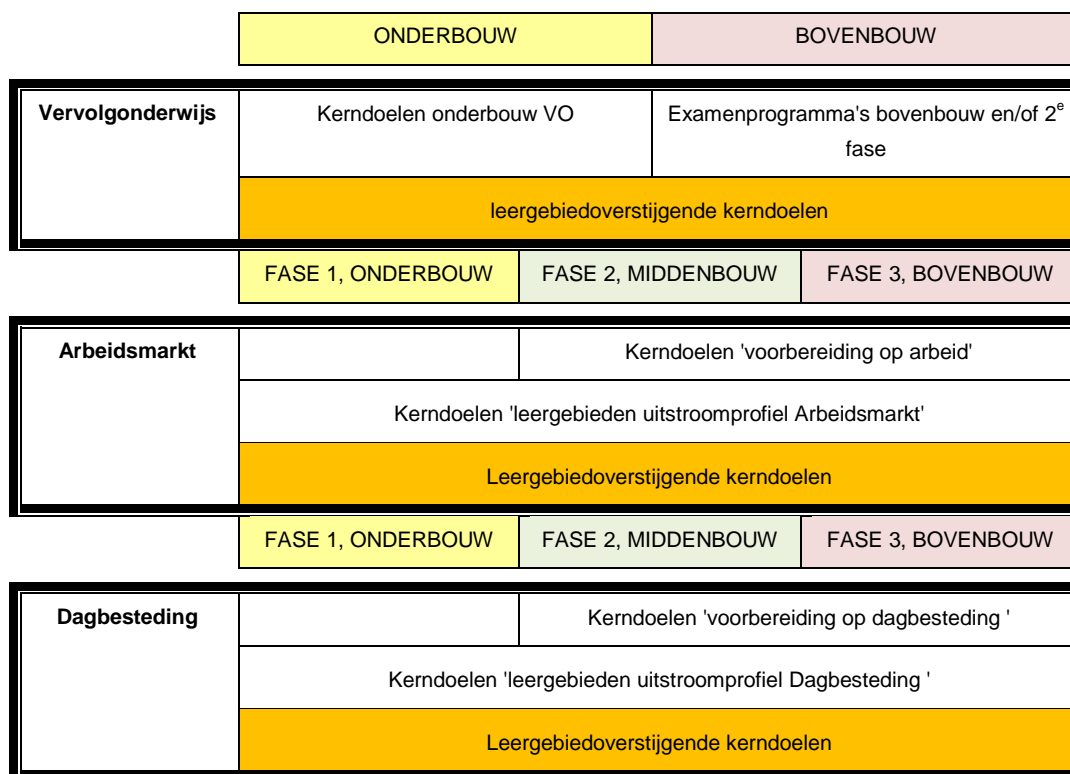 ONDERBOUW BOVENBOUW
Vervolgonderwijs Kerndoelen onderbouw VO Examenprogramma's bovenbouw en/of 2e
fase
leergebiedoverstijgende kerndoelen
FASE 1, ONDERBOUW FASE 2, MIDDENBOUW FASE 3, BOVENBOUW
Arbeidsmarkt Kerndoelen 'voorbereiding op arbeid'
Kerndoelen 'leergebieden uitstroomprofiel Arbeidsmarkt'
Leergebiedoverstijgende kerndoelen
FASE 1, ONDERBOUW FASE 2, MIDDENBOUW FASE 3, BOVENBOUW
Dagbesteding Kerndoelen 'voorbereiding op dagbesteding '
Kerndoelen 'leergebieden uitstroomprofiel Dagbesteding '
Leergebiedoverstijgende kerndoelen